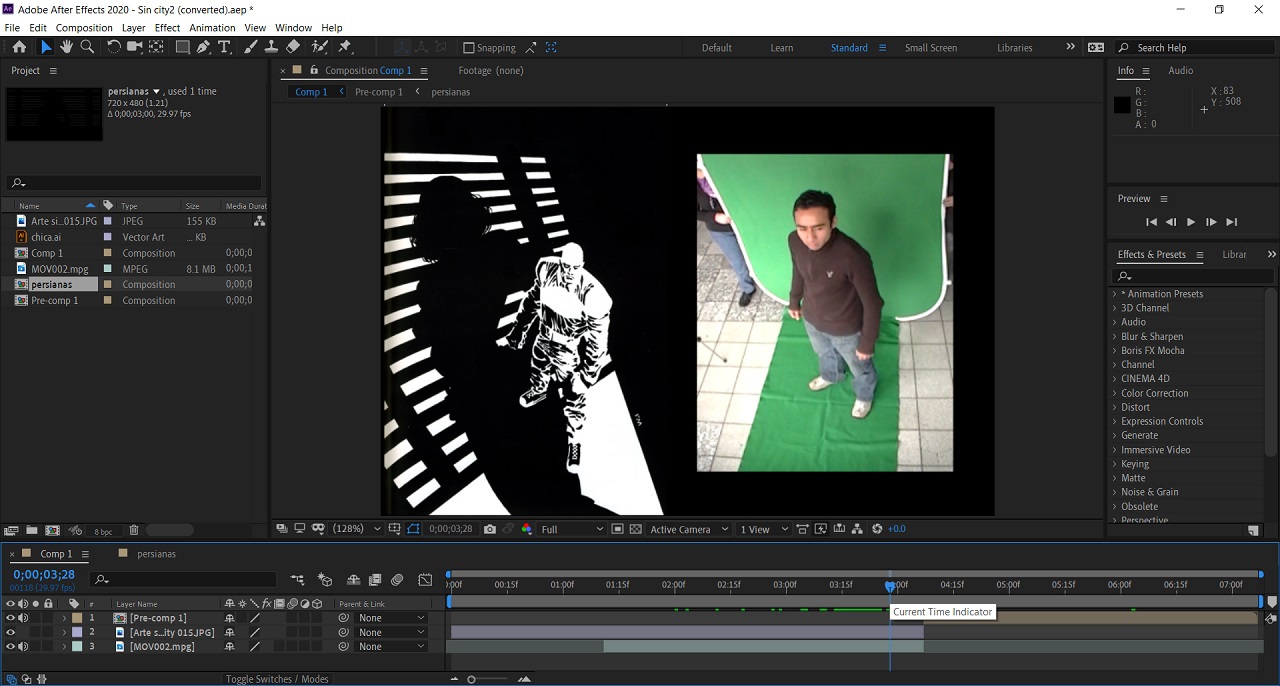 Ae Adobe After Effects 2020 - Sin city2 (converted).aep *
File Edit Composition Layer Effect Animation View Window Help
Snapping Default Learn Standard Small Screen Libraries Search Help
Project
Composition Comp 1 Footage (none)
Info Audio
Comp 1 Pre-comp 1 persianas
persianas , used 1 time
720 x 480 (1.21)
Δ 0;00;03;00, 29.97 fps
R :
G :
B :
A : 0
X : 83
Y : 508
Preview
Name Type Size Media Durat
Arte si...015.JPG JPEG 155 KB
chica.ai Vector Art ... KB
Comp 1 Composition 0;00;0
MOV002.mpg MPEG 8.1 MB 0;00;1
persianas Composition 0;00;0
Pre-comp 1 Composition 0;00;0
Effects & Presets Librar
* Animation Presets
3D Channel
Audio
Blur & Sharpen
Boris FX Mocha
Channel
CINEMA 4D
Color Correction
Distort
Expression Controls
Generate
Immersive Video
Keying
Matte
Noise & Grain
Obsolete
Perspective
8 bpc
(128%) 0;00;03;28 Full Active Camera 1 View +0.0
Comp 1 persianas
0;00;03;28
00118 (29.97 fps)
:00f 00:15f 01:00f 01:15f 02:00f 02:15f 03:00f 03:15f 04:00f 04:15f 05:00f 05:15f 06:00f 06:15f 07:00f
# Layer Name Parent & Link
Current Time Indicator
1 [Pre-comp 1] None
2 [Arte s...ity 015.JPG] None
3 [MOV002.mpg] None
Toggle Switches / Modes